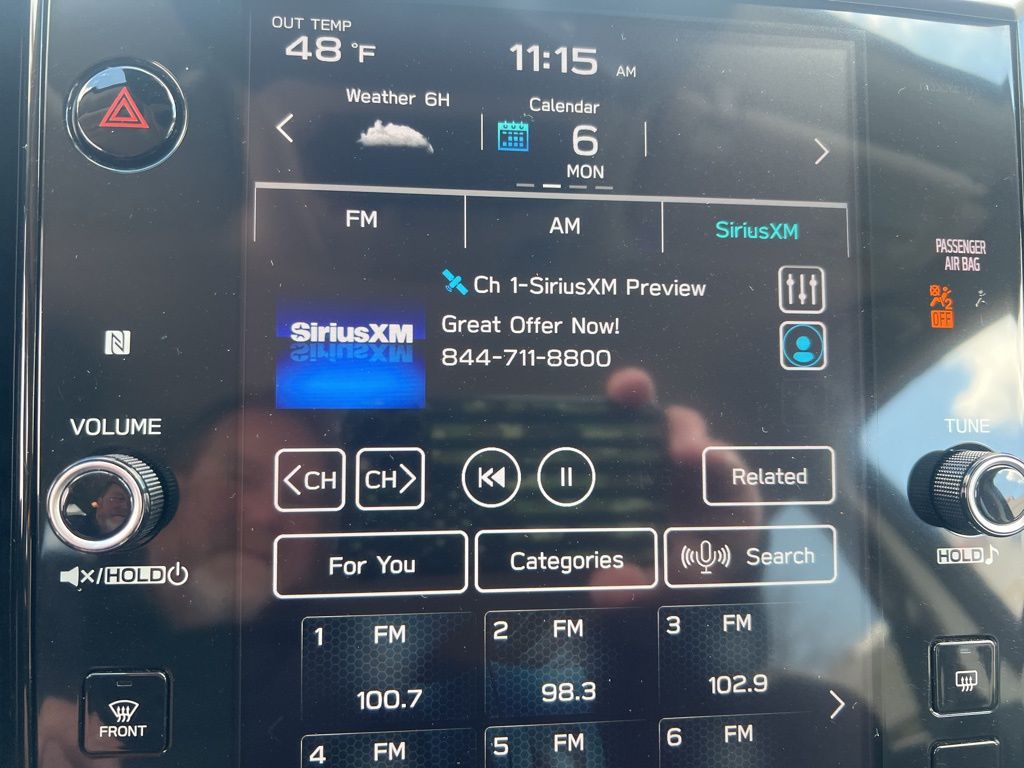 OUT TEMP
48 °F
11:15 AM
Weather 6H
Calendar
6
MON
FM
AM
SiriusXM
Ch 1-SiriusXM Preview
SiriusXM
Great Offer Now!
844-711-8800
PASSENGER
AIR BAG
2
OFF
N
VOLUME
TUNE
<CH
CH>
Related
For You
Categories
Search
/HOLD
HOLD
1 FM
100.7
2 FM
98.3
3 FM
102.9
FRONT
4 FM
5 FM
6 FM